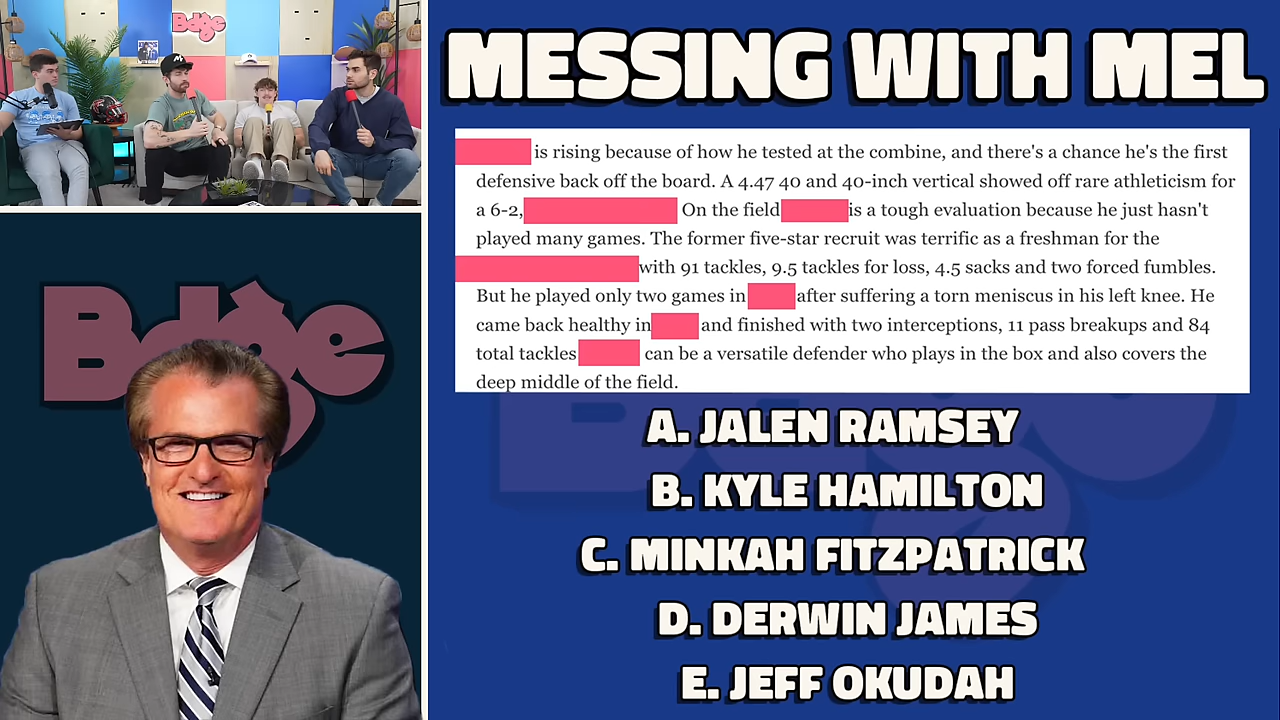 Bdge
MESSING WITH MEL
is rising because of how he tested at the combine, and there's a chance he's the first
defensive back off the board. A 4.47 40 and 40-inch vertical showed off rare athleticism for
a 6-2, On the field is a tough evaluation because he just hasn't
played many games. The former five-star recruit was terrific as a freshman for the
with 91 tackles, 9.5 tackles for loss, 4.5 sacks and two forced fumbles.
But he played only two games in after suffering a torn meniscus in his left knee. He
came back healthy in and finished with two interceptions, 11 pass breakups and 84
total tackles can be a versatile defender who plays in the box and also covers the
deep middle of the field.
Bdge
A. JALEN RAMSEY
B. KYLE HAMILTON
C. MINKAH FITZPATRICK
D. DERWIN JAMES
E. JEFF OKUDAH